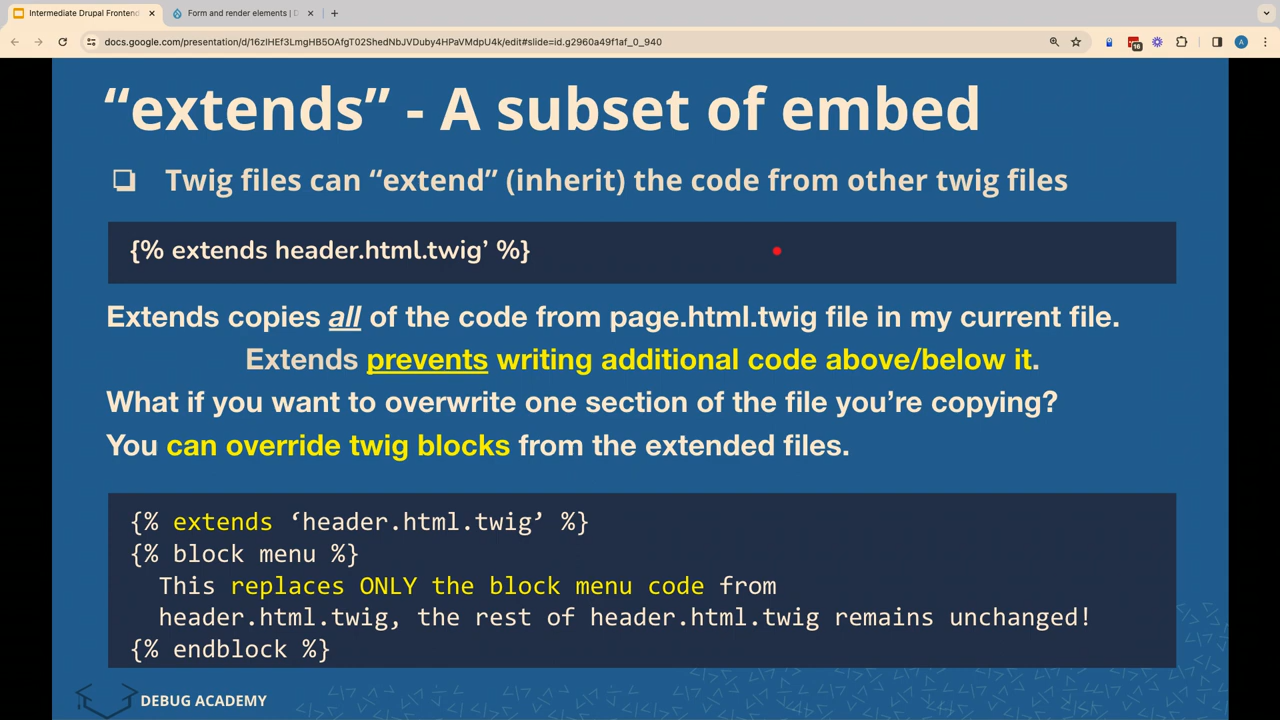 Intermediate Drupal Frontend
Form and render elements | D
docs.google.com/presentation/d/16zlHEf3LmgHB5OAfgT02ShedNbJVDuby4HPaVMdpU4k/edit#slide=id.g2960a49f1af_0_940
16
A
“extends” - A subset of embed
Twig files can “extend” (inherit) the code from other twig files
{% extends header.html.twig’ %}
Extends copies all of the code from page.html.twig file in my current file.
Extends prevents writing additional code above/below it.
What if you want to overwrite one section of the file you’re copying?
You can override twig blocks from the extended files.
{% extends ‘header.html.twig’ %}
{% block menu %}
This replaces ONLY the block menu code from
header.html.twig, the rest of header.html.twig remains unchanged!
{% endblock %}
DEBUG ACADEMY